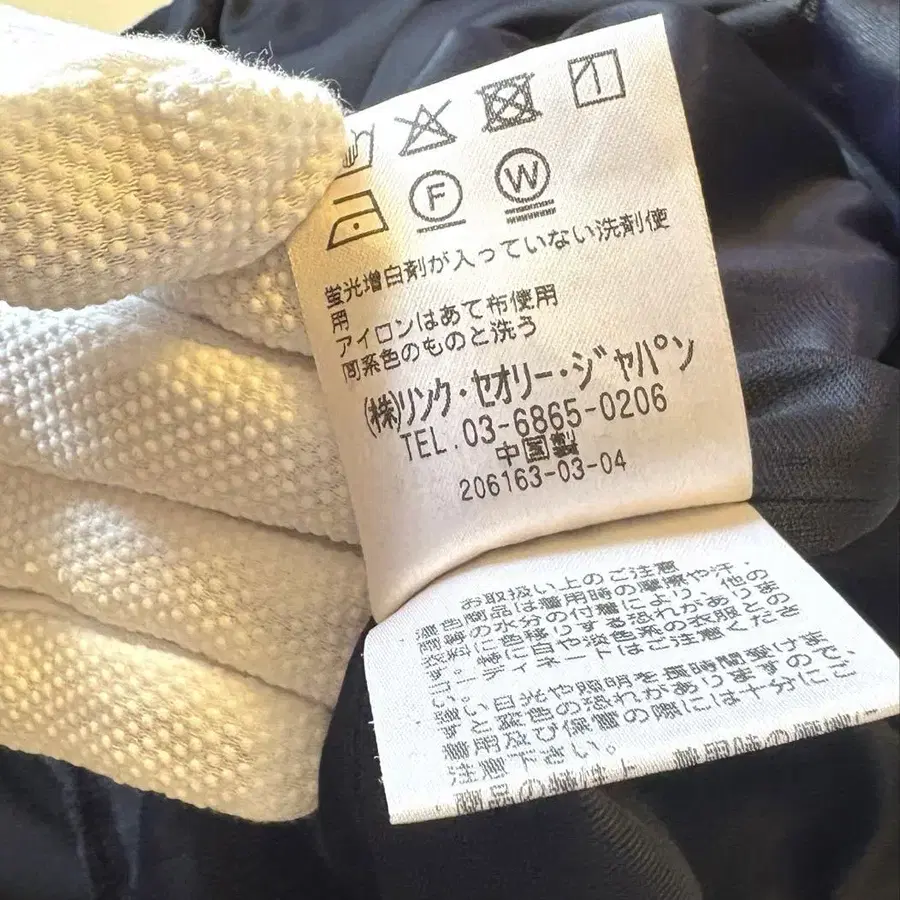 F
W
蛍光増白剤が入っていない洗剤使
用
アイロンはあて布使用
同系色のものと洗う
(株)リンク・セオリー・ジャパン
TEL.03-6865-0206
中国製
206163-03-04
お取扱い上のご注意
濃色商品は着用時の摩擦や汗・
の水分の付着により、他の
衣料に色移りする恐れがありま
す。特に白や淡色系の衣服とのコ
ーディネートはご注意くださ
い。
強い日光や照明を長時間受けま
すと変色の恐れがありますので、
着用及び保管の際には十分にご
注意下さい。
商品の特性上、